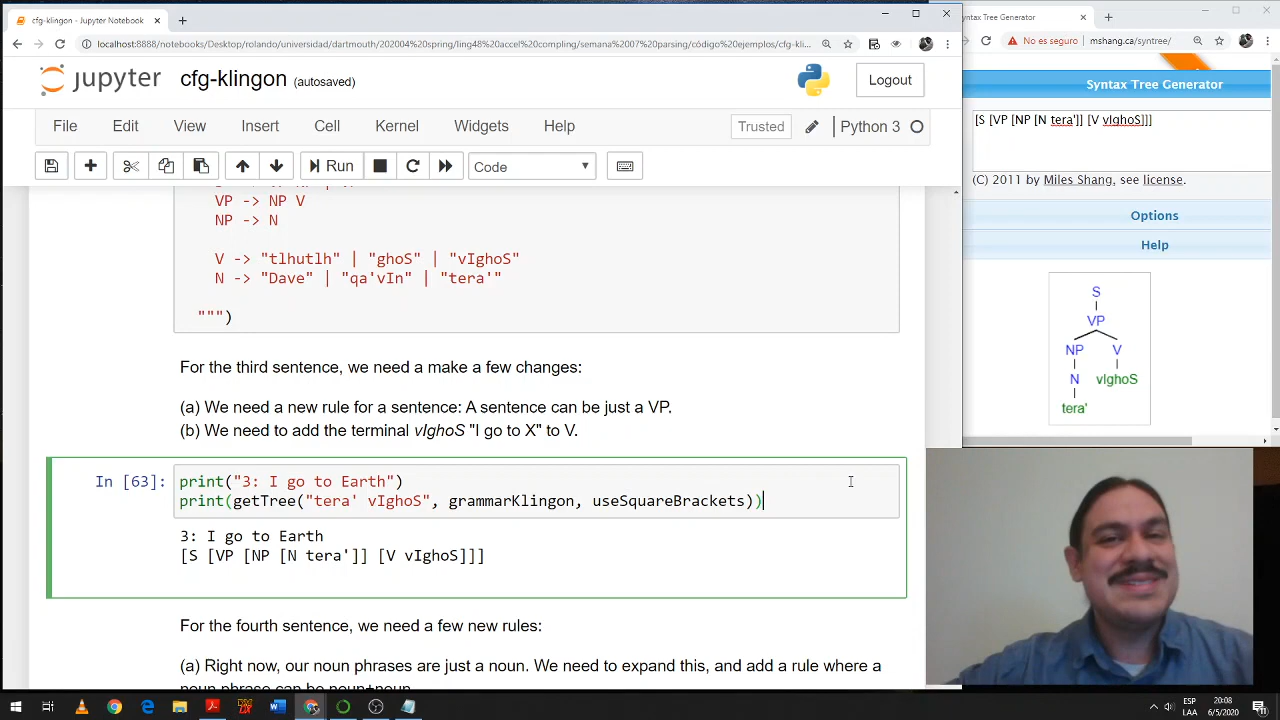 cfg-klingon - Jupyter Notebook
localhost:8888/notebooks/Desktop/rolando/universidad/dartmouth/202004%20spring/ling48%20accel%20compling/semana%2007%20parsing/código%20ejemplos/cfg-kli...
jupyter cfg-klingon (autosaved)
Logout
File Edit View Insert Cell Kernel Widgets Help
Trusted Python 3
Run Code
VP -> NP V
NP -> N
V -> "tlhutlh" | "ghoS" | "vIghoS"
N -> "Dave" | "qa'vIn" | "tera'"
""")
For the third sentence, we need a make a few changes:
(a) We need a new rule for a sentence: A sentence can be just a VP.
(b) We need to add the terminal vIghoS "I go to X" to V.
In [63]:
print("3: I go to Earth")
print(getTree("tera' vIghoS", grammarKlingon, useSquareBrackets))
3: I go to Earth
[S [VP [NP [N tera']] [V vIghoS]]]
For the fourth sentence, we need a few new rules:
(a) Right now, our noun phrases are just a noun. We need to expand this, and add a rule where a
noun phrase can be noun+noun
yntax Tree Generator
No es seguro mshang.ca/syntree/
Syntax Tree Generator
[S [VP [NP [N tera']] [V vIghoS]]]
(C) 2011 by Miles Shang, see license.
Options
Help
S
VP
NP V
N vIghoS
tera'
ESP
LAA
20:08
6/5/2020